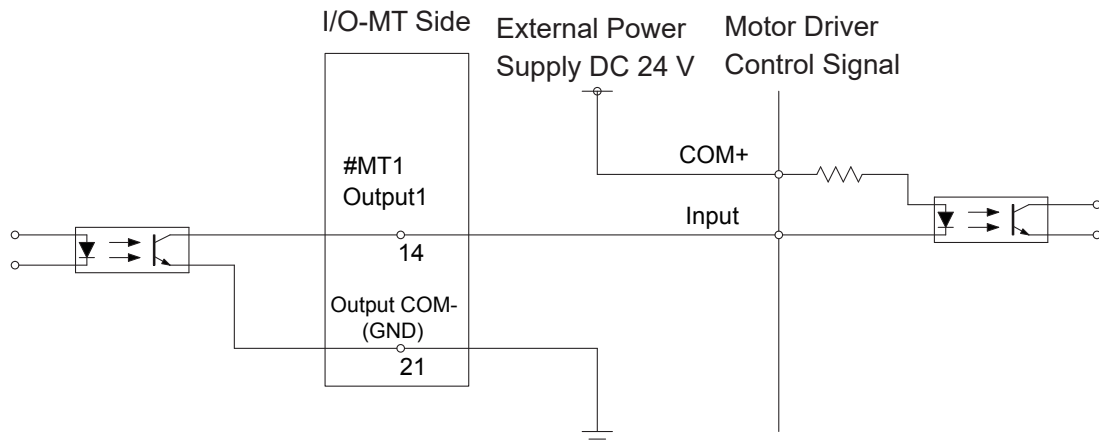 I/O-MT Side
External Power
Supply DC 24 V
Motor Driver
Control Signal
#MT1
Output1
COM+
Input
14
Output COM-
(GND)
21